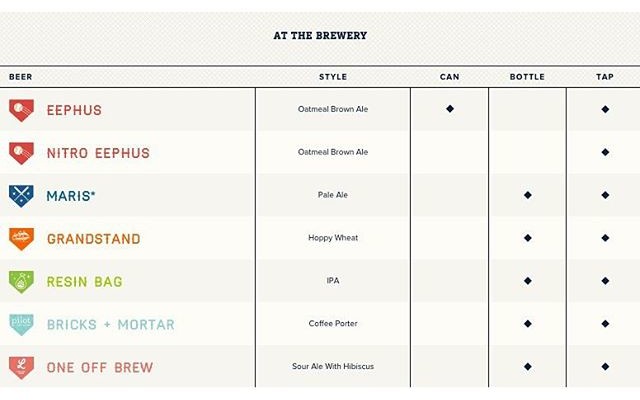 AT THE BREWERY
BEER STYLE CAN BOTTLE TAP
EEPHUS Oatmeal Brown Ale ◆ ◆
NITRO EEPHUS Oatmeal Brown Ale ◆
MARIS* Pale Ale ◆ ◆
GRANDSTAND Hoppy Wheat ◆ ◆
RESIN BAG IPA ◆ ◆
pilot BRICKS + MORTAR Coffee Porter ◆ ◆
L ONE OFF BREW Sour Ale With Hibiscus ◆ ◆